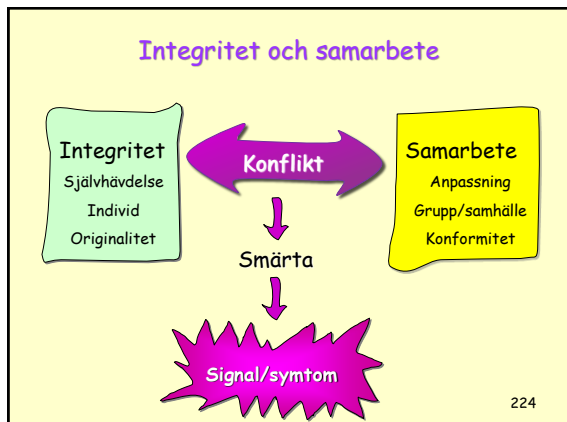 Integritet och samarbete
Integritet
Självhävdelse
Individ
Originalitet
Konflikt
Samarbete
Anpassning
Grupp/samhälle
Konformitet
Smärta
Signal/symtom
224